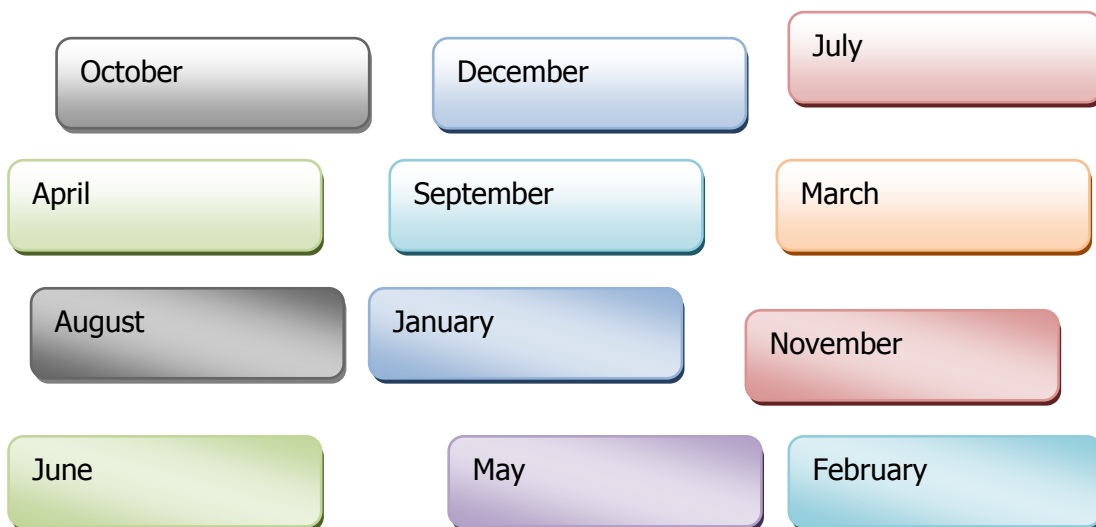 October
December
July
April
September
March
August
January
November
June
May
February